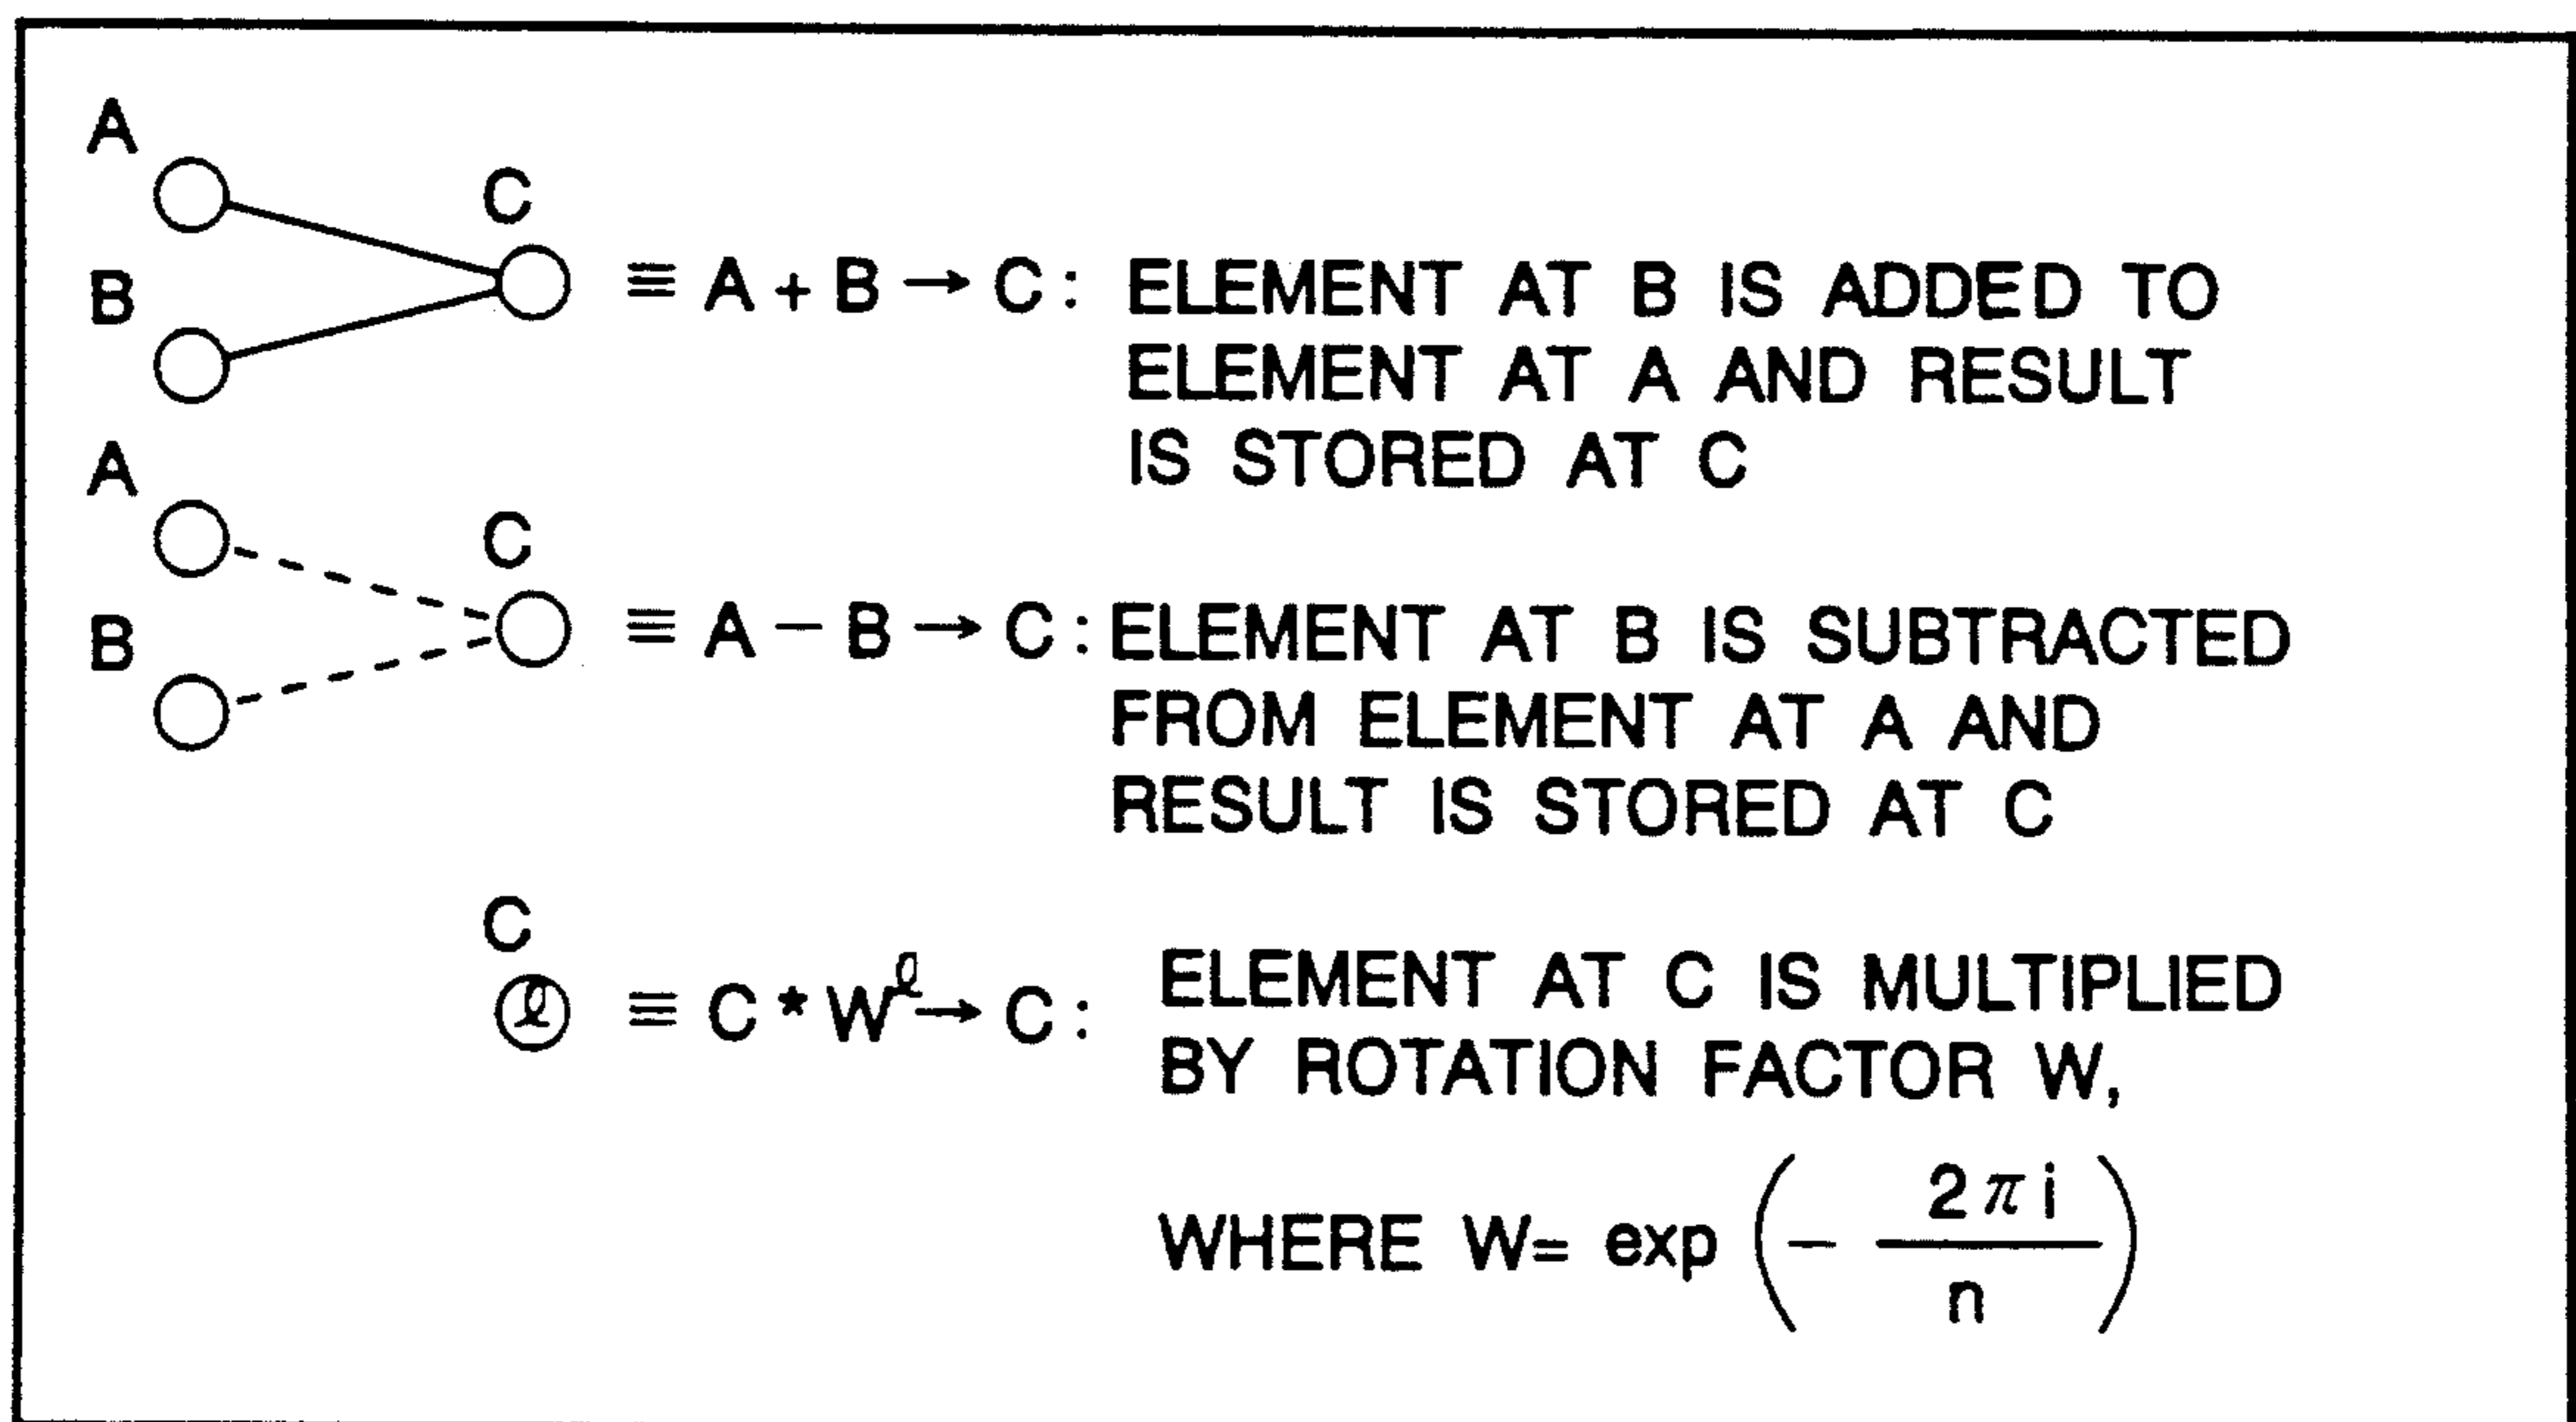 A
C
B
≡ A + B → C : ELEMENT AT B IS ADDED TO
ELEMENT AT A AND RESULT
IS STORED AT C
A
C
B
≡ A − B → C : ELEMENT AT B IS SUBTRACTED
FROM ELEMENT AT A AND
RESULT IS STORED AT C
C
ℓ ≡ C * W^ℓ → C : ELEMENT AT C IS MULTIPLIED
BY ROTATION FACTOR W,
WHERE W= exp (− 2πi / n)